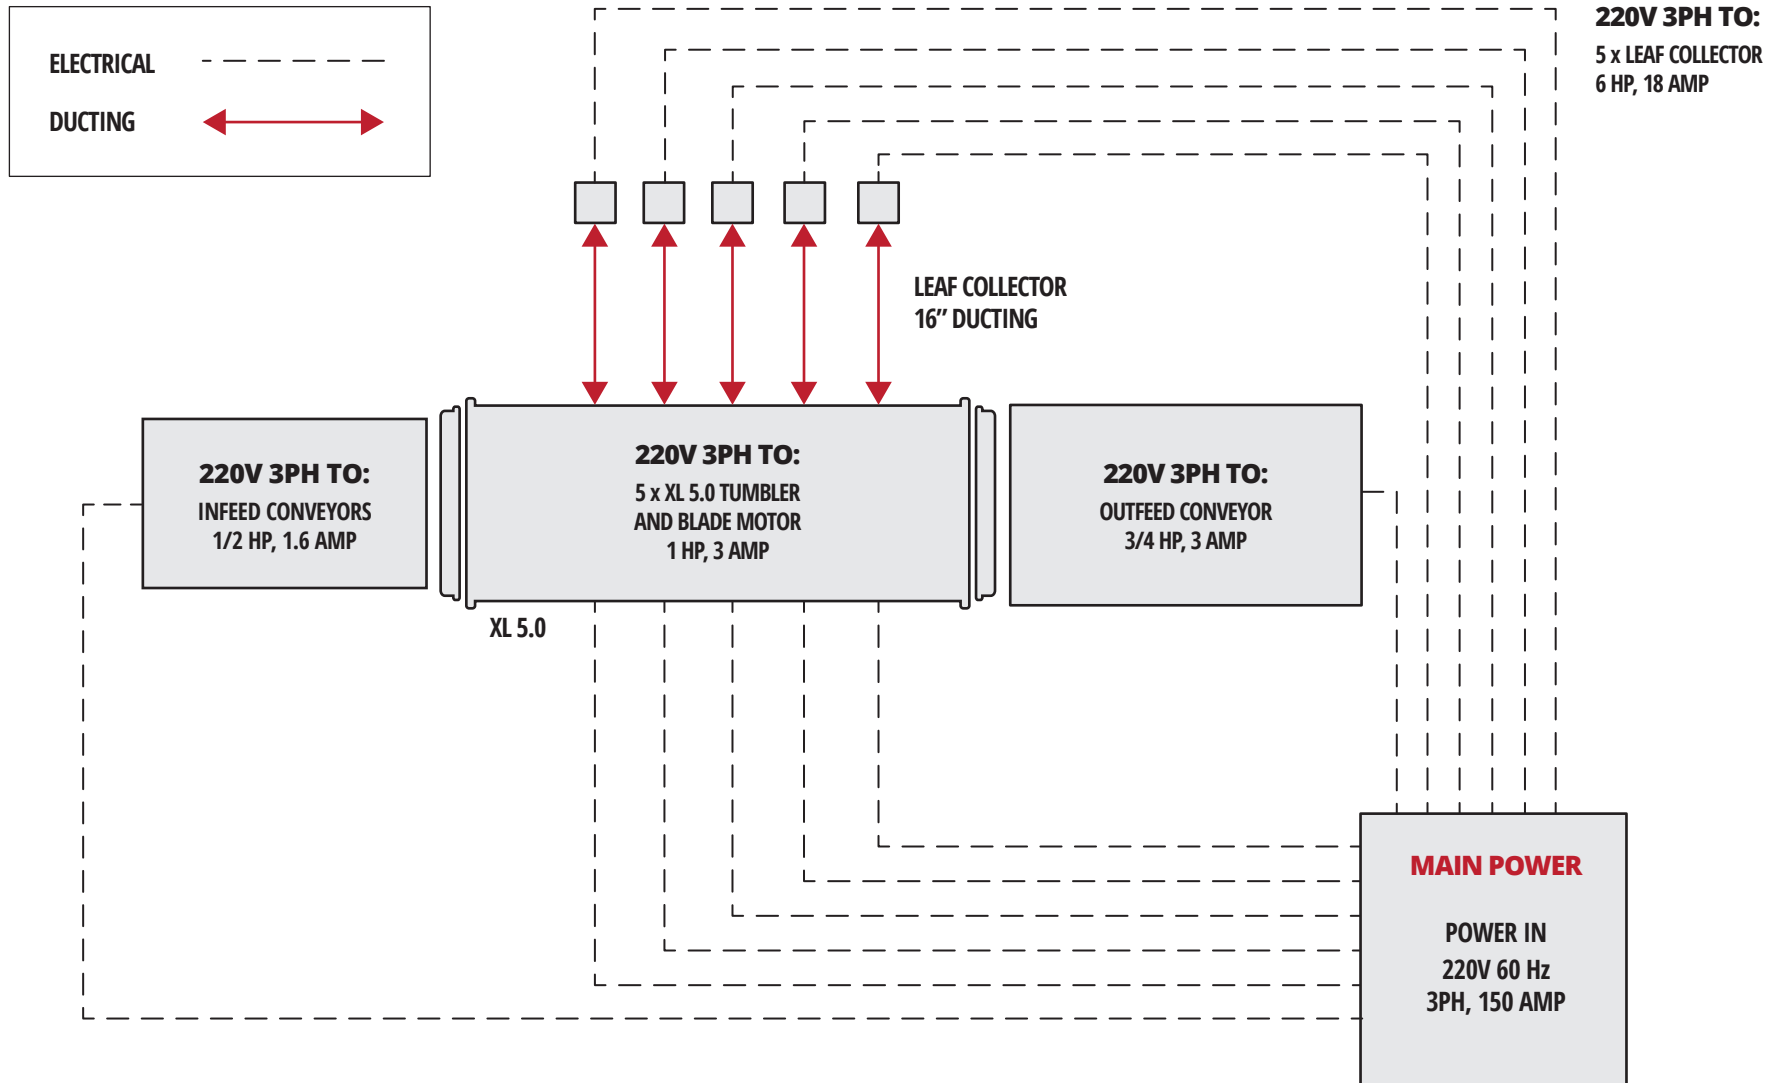 ELECTRICAL
DUCTING
220V 3PH TO:
5 x LEAF COLLECTOR
6 HP, 18 AMP
LEAF COLLECTOR
16” DUCTING
220V 3PH TO:
INFEED CONVEYORS
1/2 HP, 1.6 AMP
220V 3PH TO:
5 x XL 5.0 TUMBLER
AND BLADE MOTOR
1 HP, 3 AMP
220V 3PH TO:
OUTFEED CONVEYOR
3/4 HP, 3 AMP
XL 5.0
MAIN POWER
POWER IN
220V 60 Hz
3PH, 150 AMP